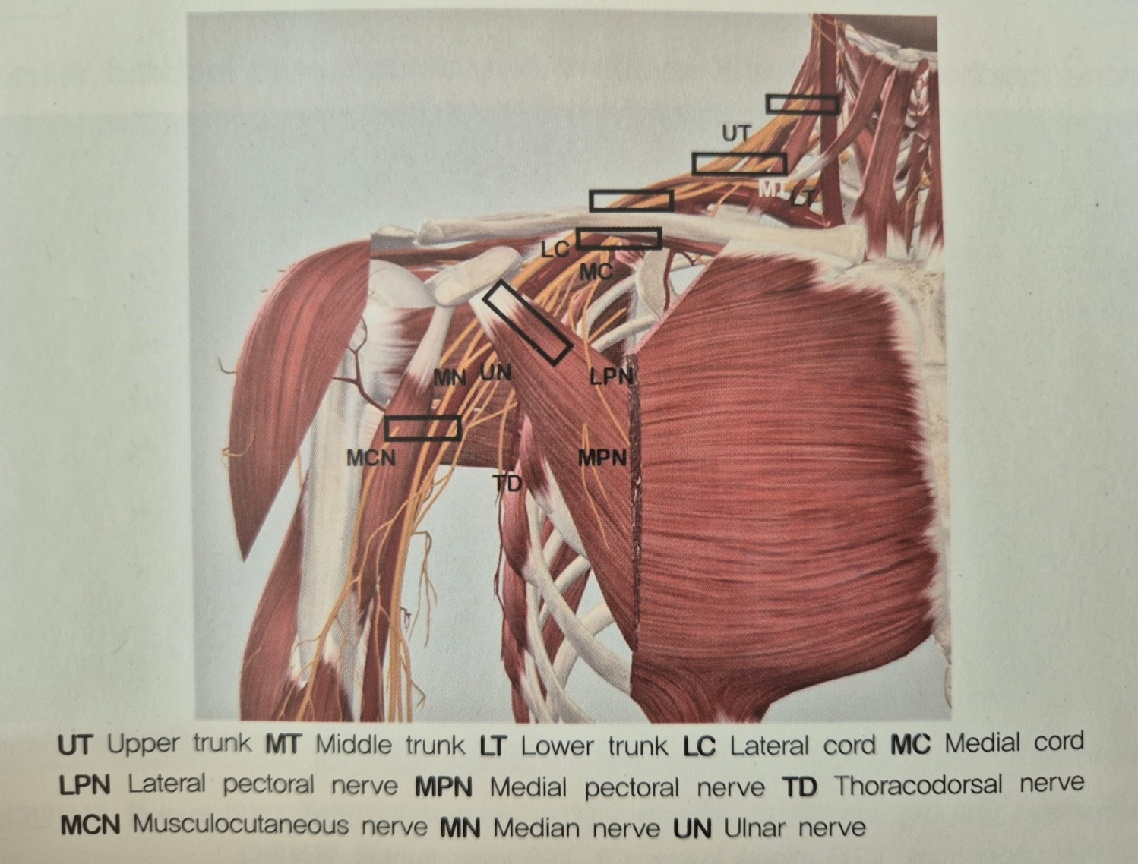 UT
MT LT
LC
MC
MN UN LPN
MCN MPN
TD
UT Upper trunk MT Middle trunk LT Lower trunk LC Lateral cord MC Medial cord
LPN Lateral pectoral nerve MPN Medial pectoral nerve TD Thoracodorsal nerve
MCN Musculocutaneous nerve MN Median nerve UN Ulnar nerve